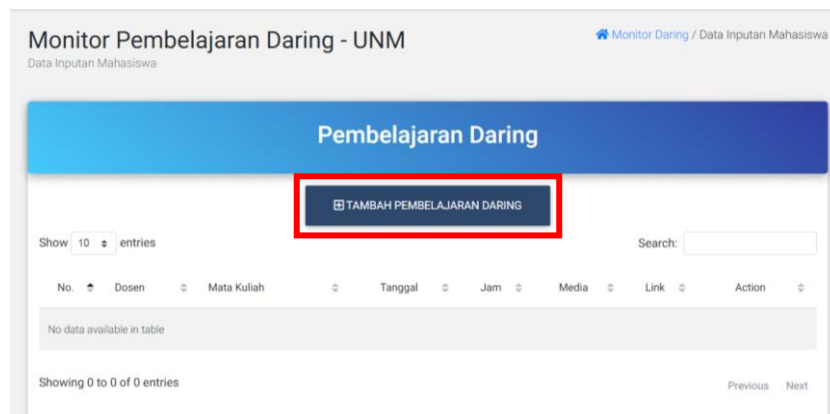 Monitor Pembelajaran Daring - UNM
Monitor Daring / Data Inputan Mahasiswa
Data Inputan Mahasiswa
Pembelajaran Daring
TAMBAH PEMBELAJARAN DARING
Show 10 entries
Search:
No. Dosen Mata Kuliah Tanggal Jam Media Link Action
No data available in table
Showing 0 to 0 of 0 entries
Previous Next